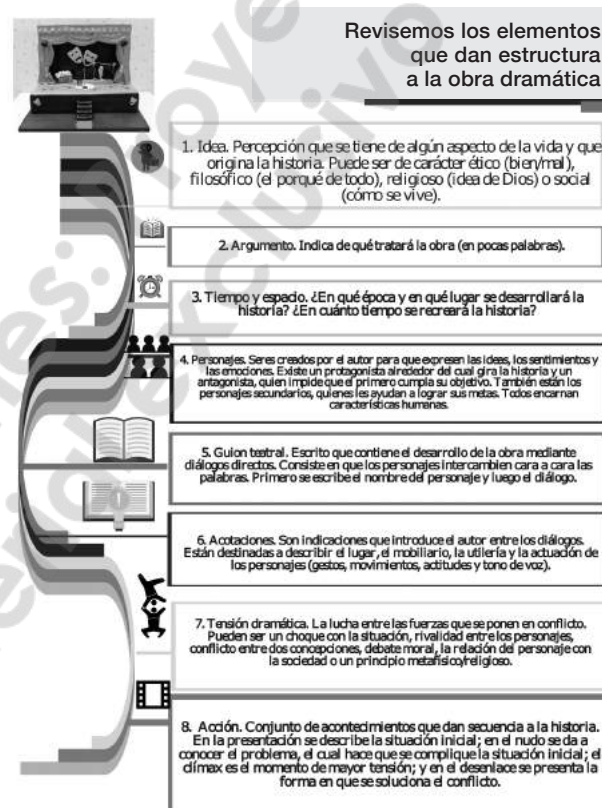 Revisemos los elementos
que dan estructura
a la obra dramática
1. Idea. Percepción que se tiene de algún aspecto de la vida y que
origina la historia. Puede ser de carácter ético (bien/mal),
filosófico (el porqué de todo), religioso (idea de Dios) o social
(cómo se vive).
2. Argumento. Indica de qué tratará la obra (en pocas palabras).
3. Tiempo y espacio. ¿En qué época y en qué lugar se desarrollará la
historia? ¿En cuánto tiempo se recreará la historia?
4. Personajes. Seres creados por el autor para que expresen las ideas, los sentimientos y
las emociones. Existe un protagonista alrededor del cual gira la historia y un
antagonista, quien impide que el primero cumpla su objetivo. También están los
personajes secundarios, quienes les ayudan a lograr sus metas. Todos encarnan
características humanas.
5. Guion teatral. Escrito que contiene el desarrollo de la obra mediante
diálogos directos. Consiste en que los personajes intercambien cara a cara las
palabras. Primero se escribe el nombre del personaje y luego el diálogo.
6. Acotaciones. Son indicaciones que introduce el autor entre los diálogos.
Están destinadas a describir el lugar, el mobiliario, la utilería y la actuación de
los personajes (gestos, movimientos, actitudes y tono de voz).
7. Tensión dramática. La lucha entre las fuerzas que se ponen en conflicto.
Pueden ser un choque con la situación, rivalidad entre los personajes,
conflicto entre dos concepciones, debate moral, la relación del personaje con
la sociedad o un principio metafísico/religioso.
8. Acción. Conjunto de acontecimientos que dan secuencia a la historia.
En la presentación se describe la situación inicial; en el nudo se da a
conocer el problema, el cual hace que se complique la situación inicial; el
clímax es el momento de mayor tensión; y en el desenlace se presenta la
forma en que se soluciona el conflicto.